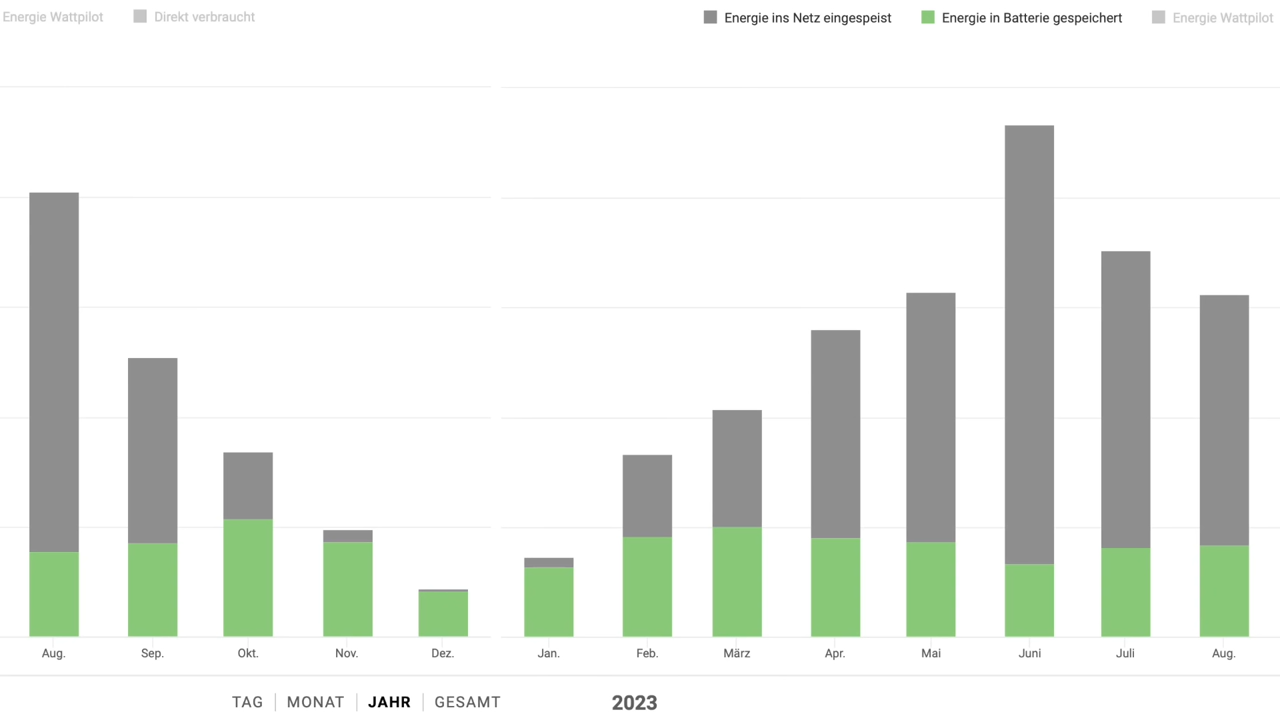 Energie Wattpilot Direkt verbraucht Energie ins Netz eingespeist Energie in Batterie gespeichert Energie Wattpilot
Aug. Sep. Okt. Nov. Dez. Jan. Feb. März Apr. Mai Juni Juli Aug.
TAG MONAT JAHR GESAMT 2023